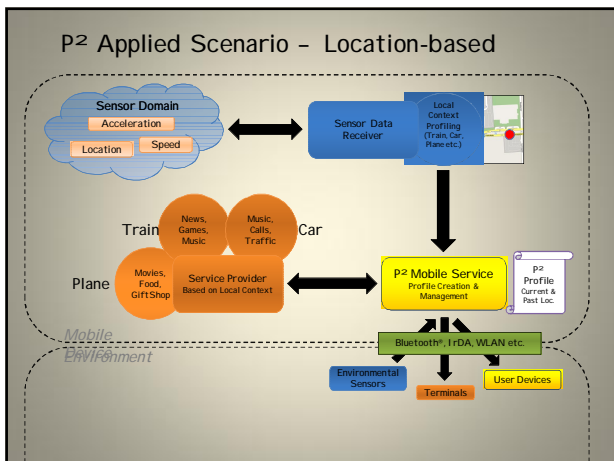 P² Applied Scenario – Location-based
Sensor Domain
Acceleration
Location
Speed
Sensor Data
Receiver
Local
Context
Profiling
(Train, Car,
Plane etc.)
Train
News,
Games,
Music
Music,
Calls,
Traffic
Car
Plane
Movies,
Food,
GiftShop
Service Provider
Based on Local Context
P² Mobile Service
Profile Creation &
Management
P²
Profile
Current &
Past Loc.
Mobile
Device
Environment
Bluetooth®, IrDA, WLAN etc.
Environmental
Sensors
Terminals
User Devices